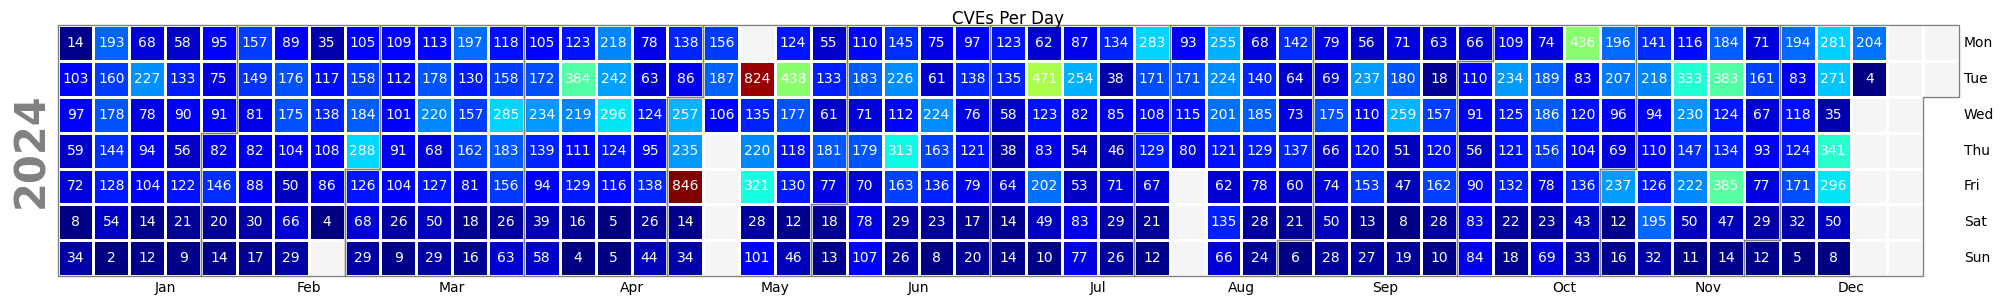 CVEs Per Day
14 193 68 58 95 157 89 35 105 109 113 197 118 105 123 218 78 138 156 124 55 110 145 75 97 123 62 87 134 283 93 255 68 142 79 56 71 63 66 109 74 436 196 141 116 184 71 194 281 204 Mon
103 160 227 133 75 149 176 117 158 112 178 130 158 172 384 242 63 86 187 824 438 133 183 226 61 138 135 471 254 38 171 171 224 140 64 69 237 180 18 110 234 189 83 207 218 333 383 161 83 271 4 Tue
97 178 78 90 91 81 175 138 184 101 220 157 285 234 219 296 124 257 106 135 177 61 71 112 224 76 58 123 82 85 108 115 201 185 73 175 110 259 157 91 125 186 120 96 94 230 124 67 118 35 Wed
59 144 94 56 82 82 104 108 288 91 68 162 183 139 111 124 95 235 220 118 181 179 313 163 121 38 83 54 46 129 80 121 129 137 66 120 51 120 56 121 156 104 69 110 147 134 93 124 341 Thu
72 128 104 122 146 88 50 86 126 104 127 81 156 94 129 116 138 846 321 130 77 70 163 136 79 64 202 53 71 67 62 78 60 74 153 47 162 90 132 78 136 237 126 222 385 77 171 296 Fri
8 54 14 21 20 30 66 4 68 26 50 18 26 39 16 5 26 14 28 12 18 78 29 23 17 14 49 83 29 21 135 28 21 50 13 8 28 83 22 23 43 12 195 50 47 29 32 50 Sat
34 2 12 9 14 17 29 29 9 29 16 63 58 4 5 44 34 101 46 13 107 26 8 20 14 10 77 26 12 66 24 6 28 27 19 10 84 18 69 33 16 32 11 14 12 5 8 Sun
Jan Feb Mar Apr May Jun Jul Aug Sep Oct Nov Dec
2024